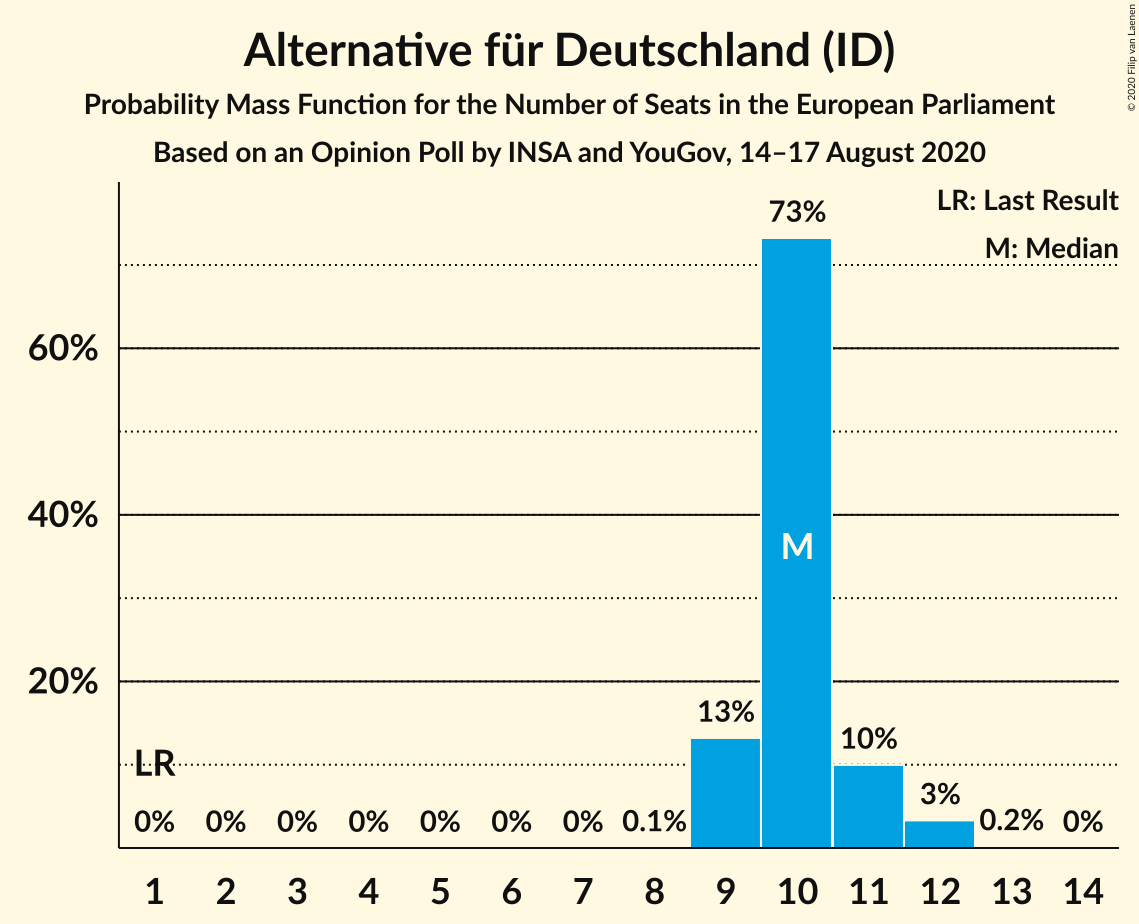 Alternative für Deutschland (ID)
Probability Mass Function for the Number of Seats in the European Parliament
Based on an Opinion Poll by INSA and YouGov, 14–17 August 2020
© 2020 Filip van Laenen
LR: Last Result
M: Median
73%
60%
40%
M
20%
13%
10%
LR
3%
0% 0% 0% 0% 0% 0% 0% 0.1% 0.2% 0%
1 2 3 4 5 6 7 8 9 10 11 12 13 14